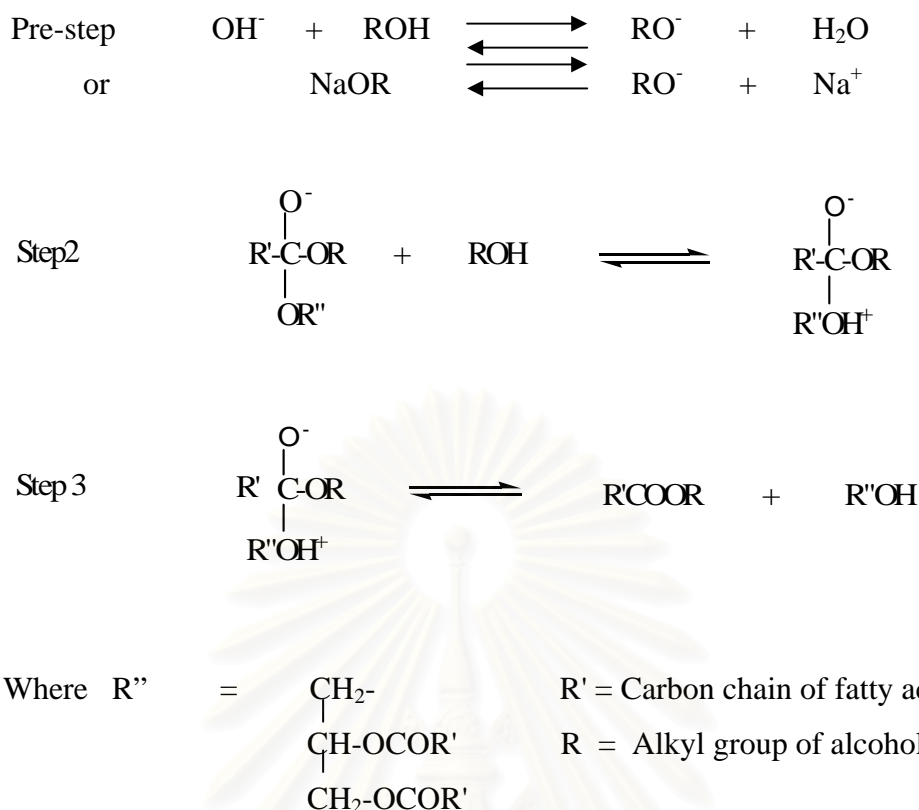 Pre-step OH⁻ + ROH RO⁻ + H₂O
or NaOR RO⁻ + Na⁺
O⁻ O⁻
Step2 R'-C-OR + ROH R'-C-OR
OR" R"OH⁺
O⁻
Step 3 R' C-OR R'COOR + R"OH
R"OH⁺
Where R” = CH₂- R' = Carbon chain of fatty
CH-OCOR' R = Alkyl group of alcohol
CH₂-OCOR'